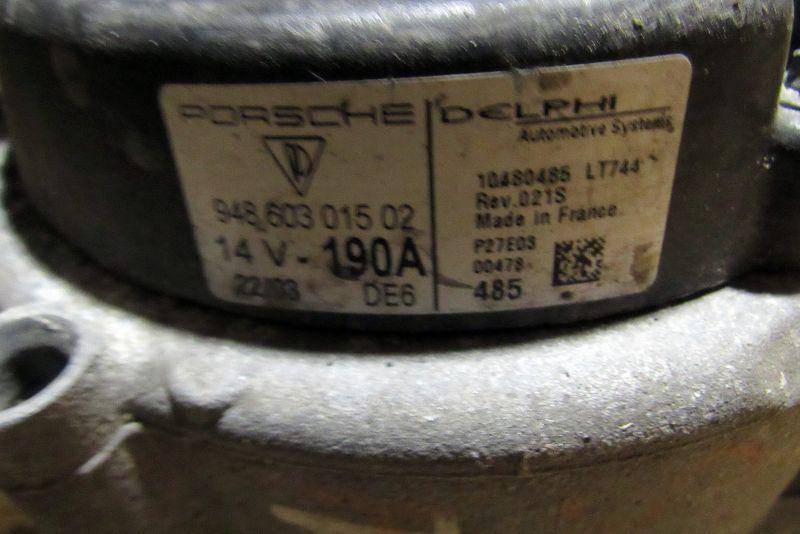 PORSCHE
948 603 015 02
14 V - 190A
22/03 DE6
DELPHI
Automotive Systems
10480485 LT744
Rev.021S
Made in France
P27E03
00478
485